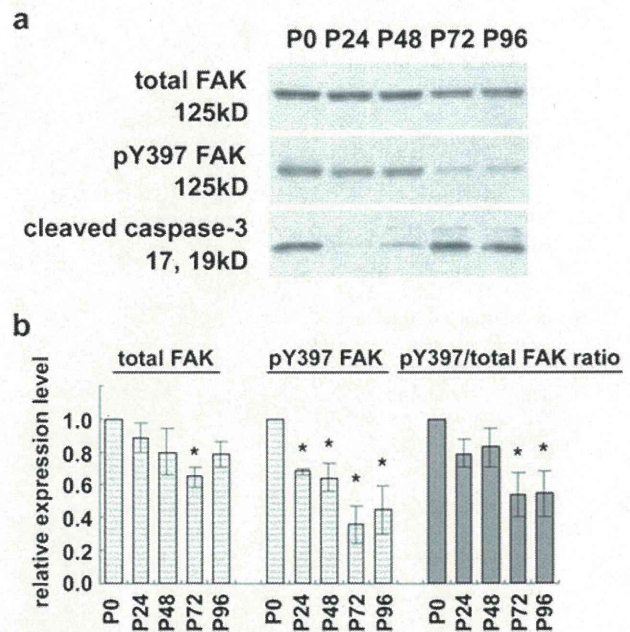 a
P0 P24 P48 P72 P96
total FAK
125kD
pY397 FAK
125kD
cleaved caspase-3
17, 19kD
b
total FAK
pY397 FAK
pY397/total FAK ratio
relative expression level
1.0
0.8
0.6
0.4
0.2
0.0
*
* * * *
* *
P0 P24 P48 P72 P96
P0 P24 P48 P72 P96
P0 P24 P48 P72 P96